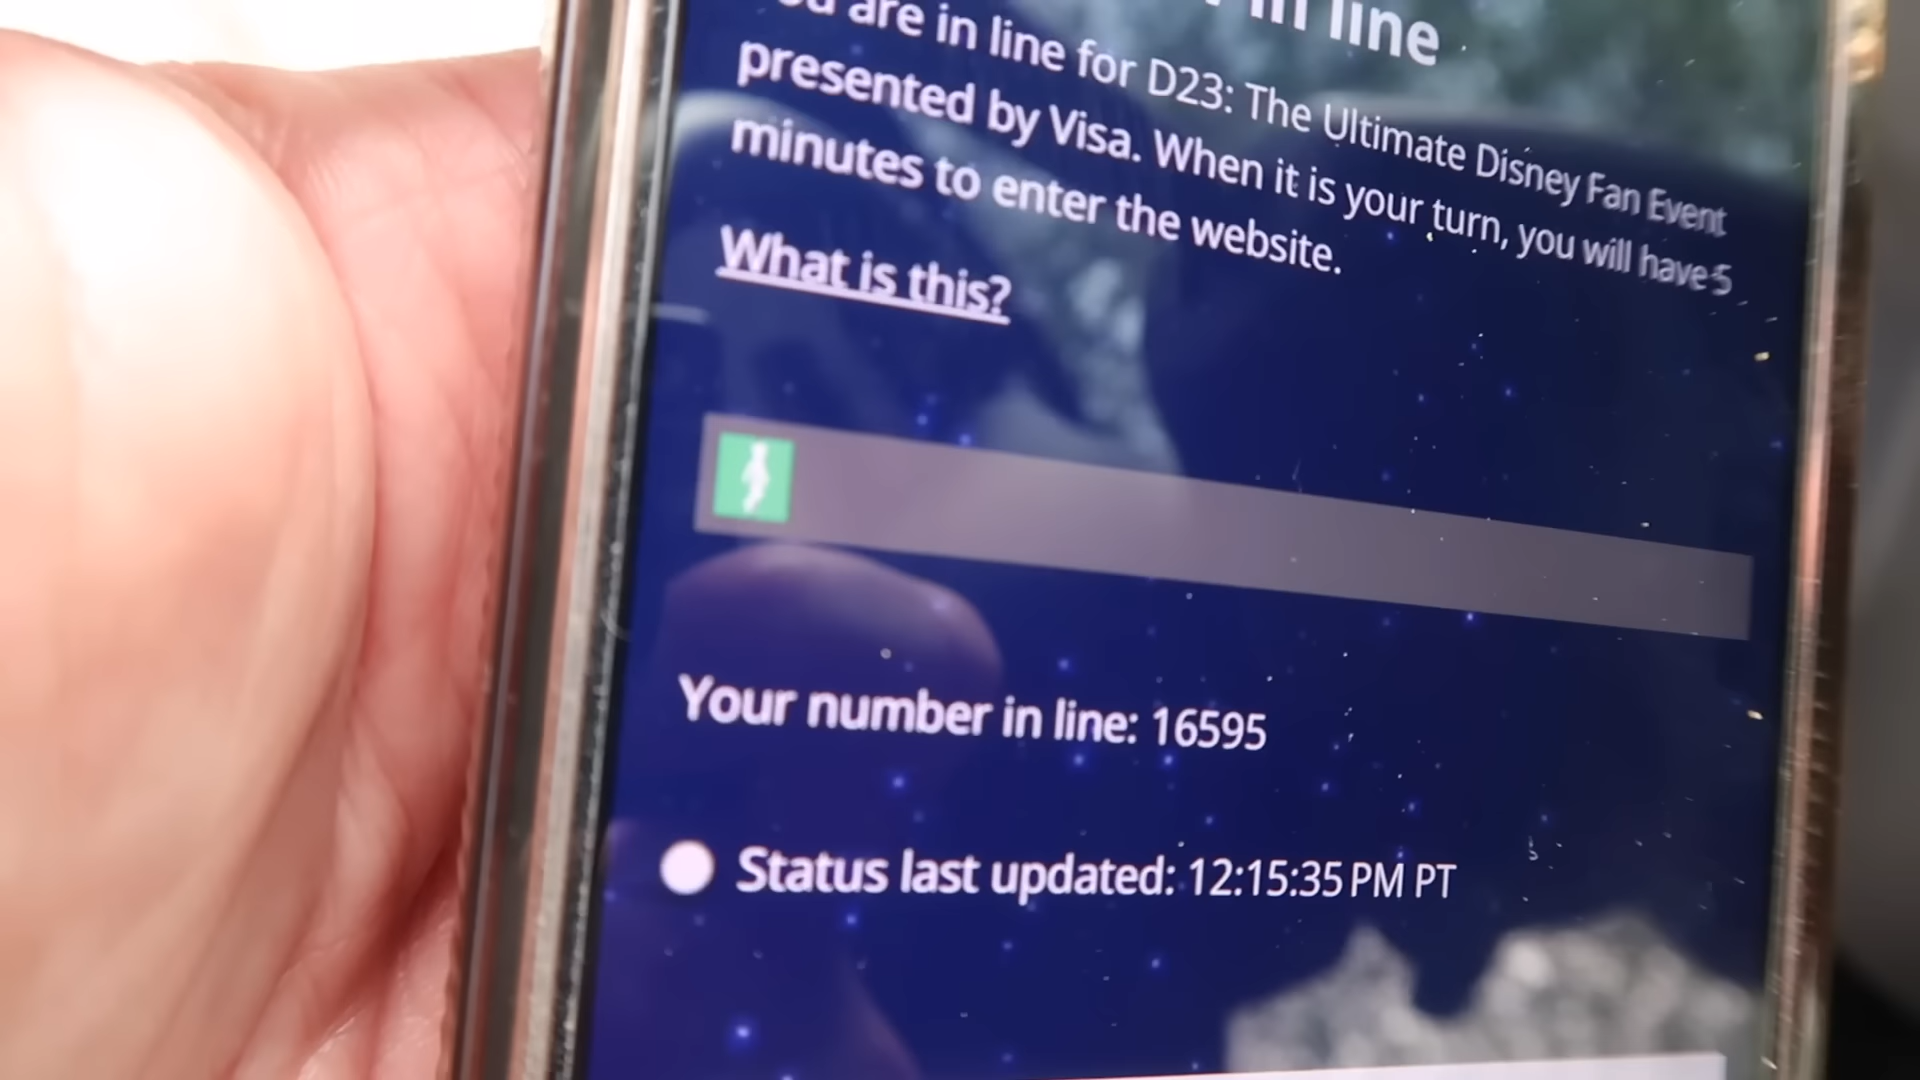 in line
are in line for D23: The Ultimate Disney Fan Event
presented by Visa. When it is your turn, you will have 5
minutes to enter the website.
What is this?
Your number in line: 16595
Status last updated: 12:15:35 PM PT